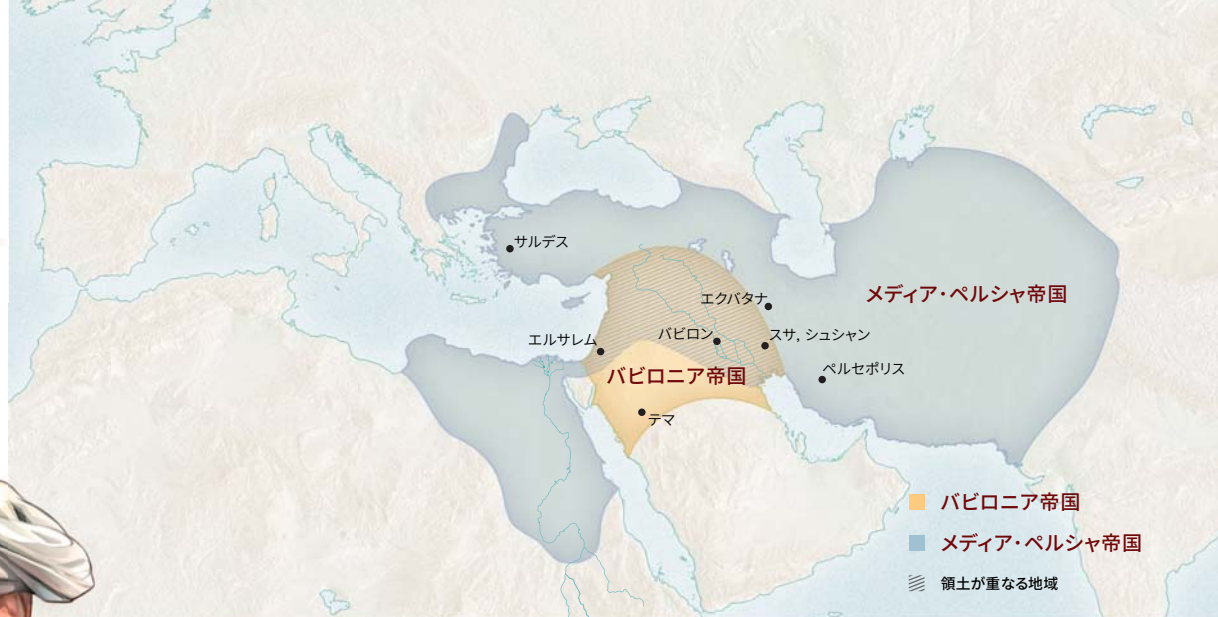 サルデス
メディア・ペルシャ帝国
エクバタナ
エルサレム
バビロン
スサ, シュシャン
バビロニア帝国
ペルセポリス
テマ
バビロニア帝国
メディア・ペルシャ帝国
領土が重なる地域